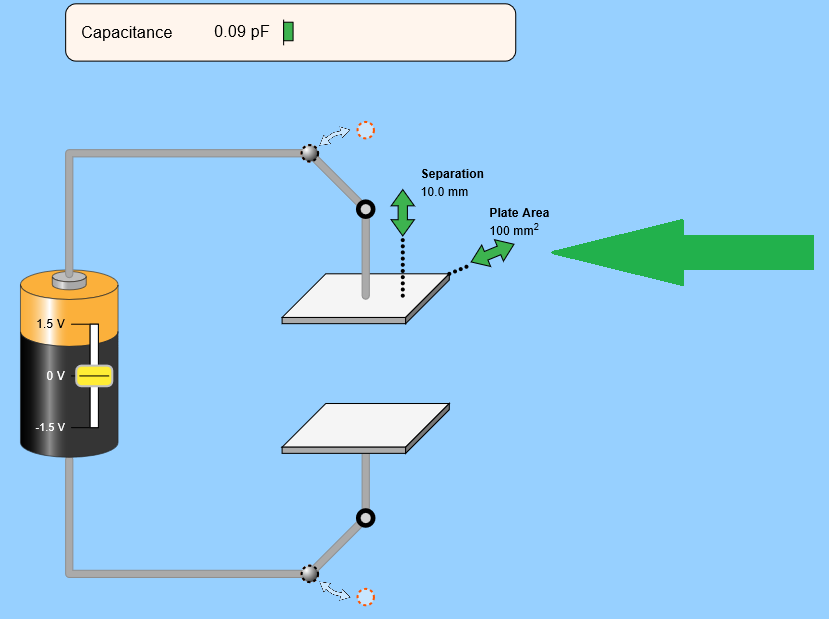 Capacitance 0.09 pF
Separation
10.0 mm
Plate Area
100 mm²
1.5 V
0 V
-1.5 V